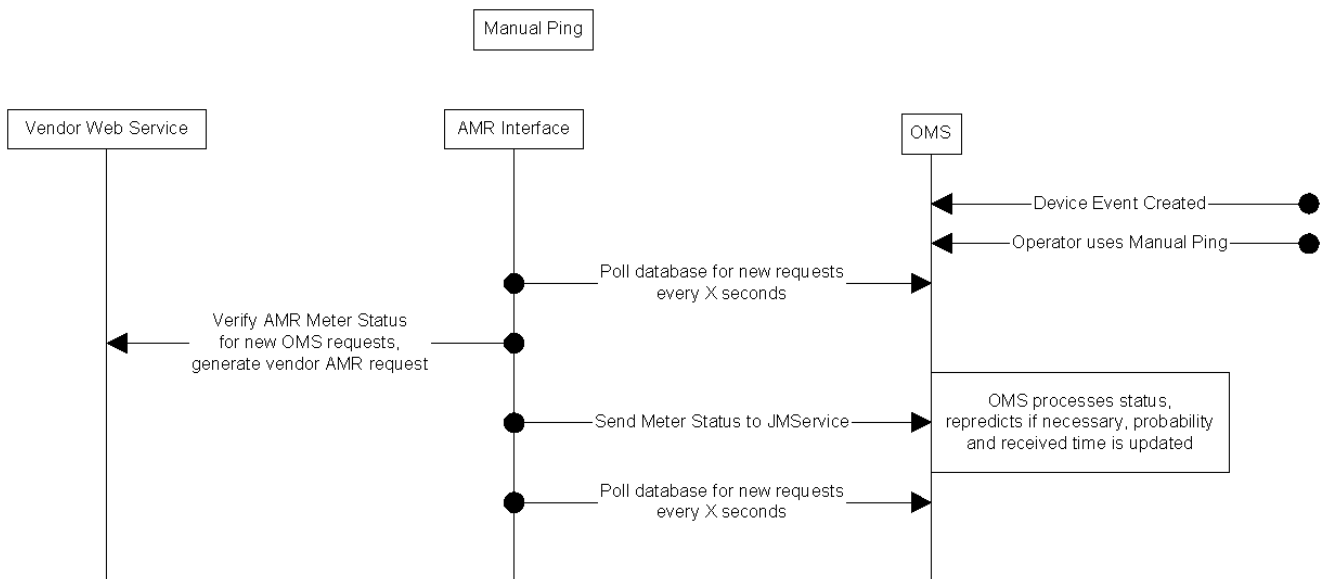 Manual Ping
Vendor Web Service
AMR Interface
OMS
Device Event Created
Operator uses Manual Ping
Poll database for new requests
every X seconds
Verify AMR Meter Status
for new OMS requests,
generate vendor AMR request
Send Meter Status to JMService
OMS processes status,
repredicts if necessary, probability
and received time is updated
Poll database for new requests
every X seconds